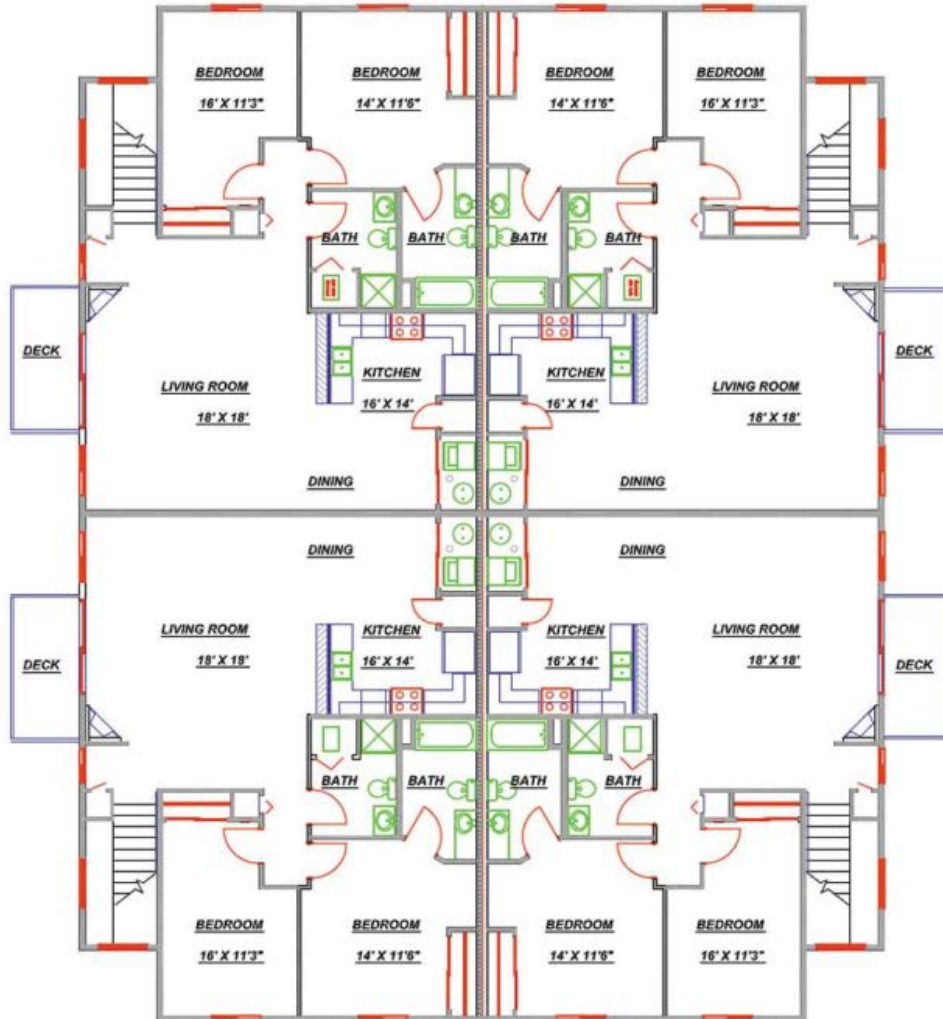 BEDROOM
16' X 11'3"
BEDROOM
14' X 11'6"
BEDROOM
14' X 11'6"
BEDROOM
16' X 11'3"
BATH
BATH
BATH
BATH
DECK
LIVING ROOM
18' X 18'
KITCHEN
16' X 14'
KITCHEN
16' X 14'
LIVING ROOM
18' X 18'
DECK
DINING
DINING
DINING
DINING
DECK
LIVING ROOM
18' X 18'
KITCHEN
16' X 14'
KITCHEN
16' X 14'
LIVING ROOM
18' X 18'
DECK
BATH
BATH
BATH
BATH
BEDROOM
16' X 11'3"
BEDROOM
14' X 11'6"
BEDROOM
14' X 11'6"
BEDROOM
16' X 11'3"